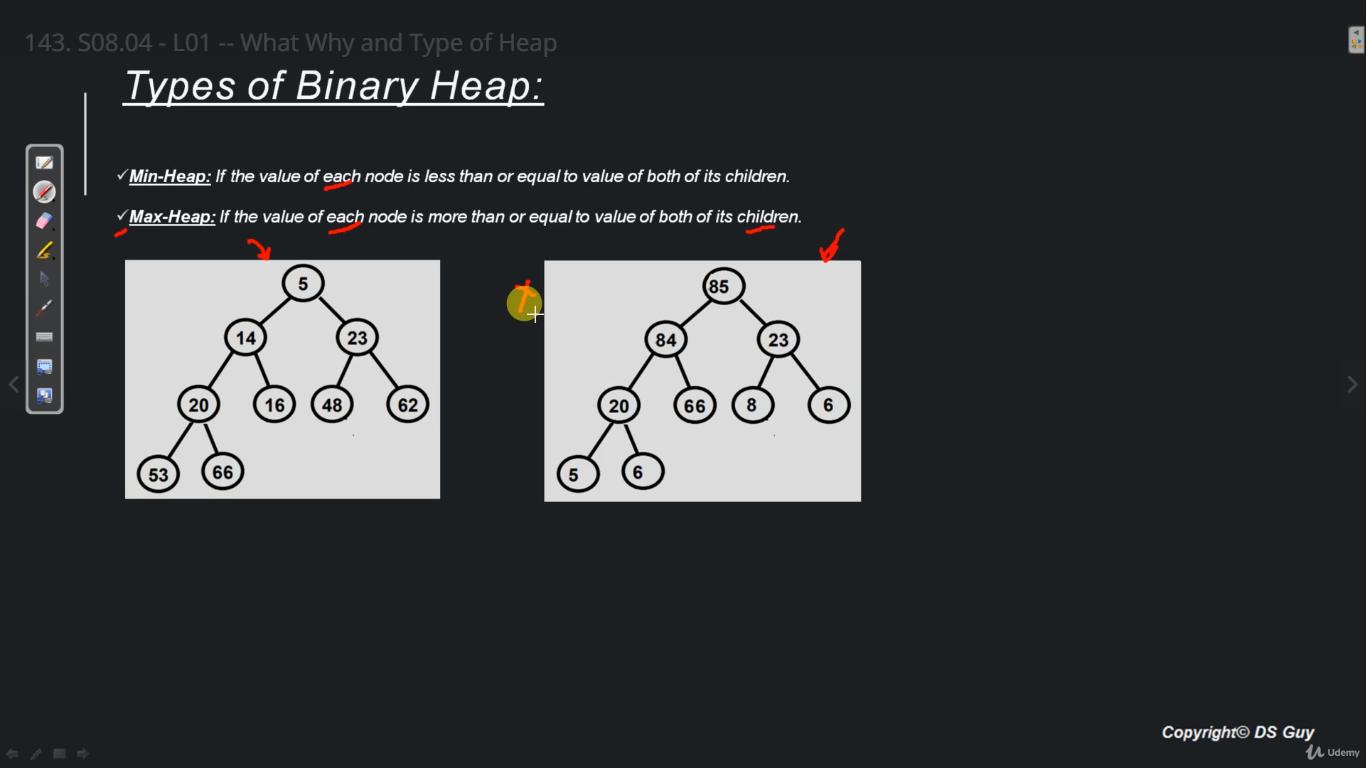 143. S08.04 - L01 -- What Why and Type of Heap
Types of Binary Heap:
✓Min-Heap: If the value of each node is less than or equal to value of both of its children.
✓Max-Heap: If the value of each node is more than or equal to value of both of its children.
5
14 23
20 16 48 62
53 66
85
84 23
20 66 8 6
5 6
Copyright© DS Guy
Udemy